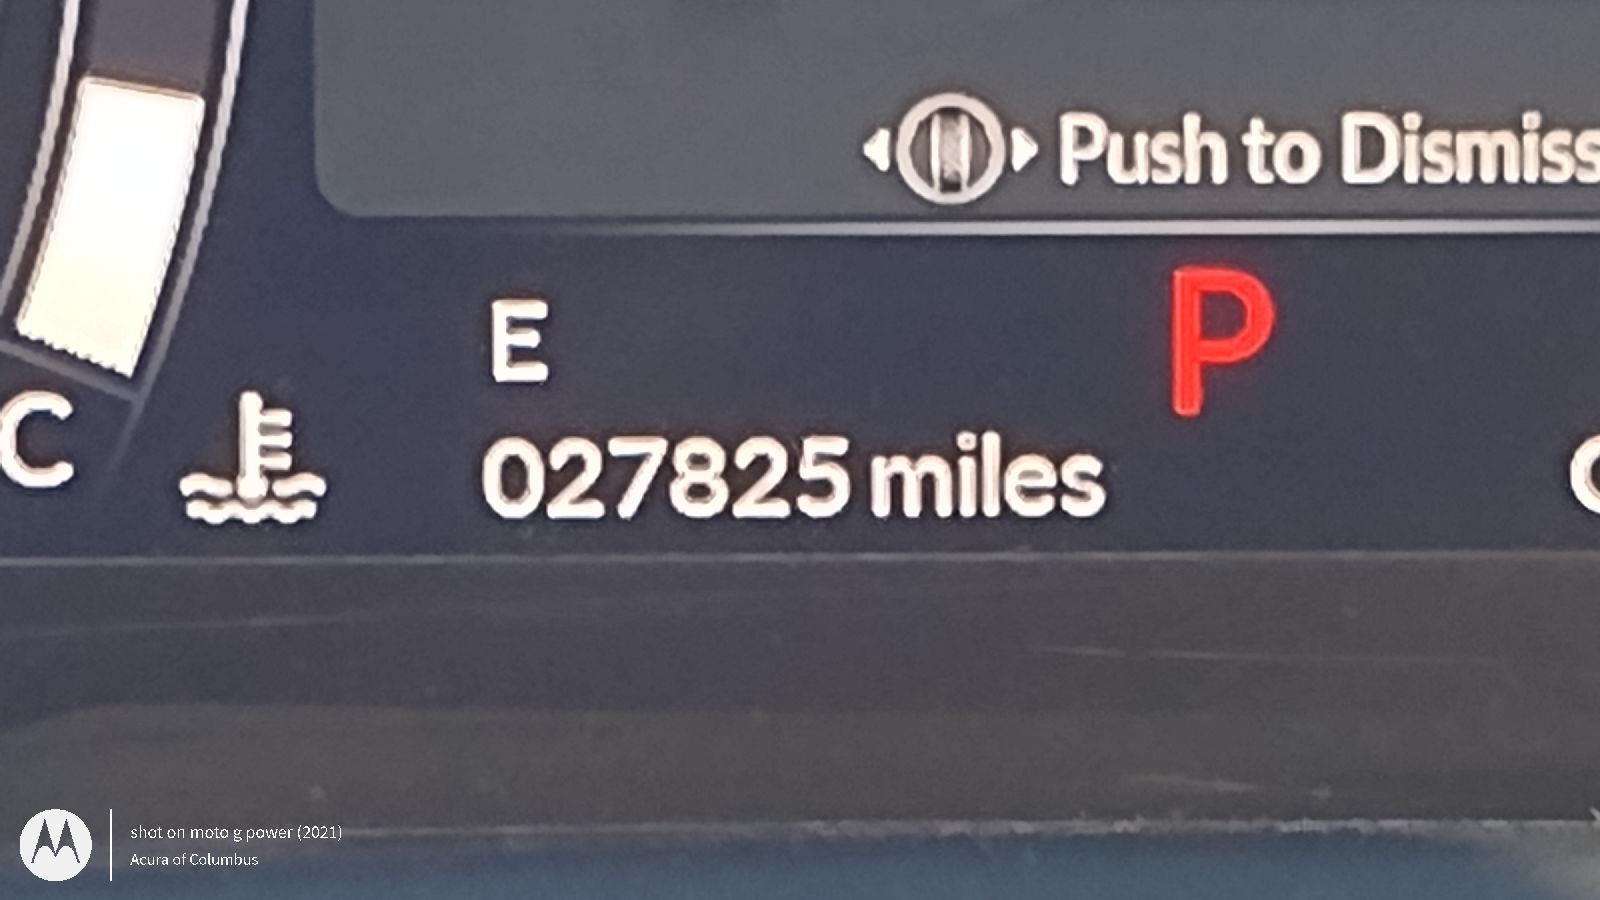 Push to Dismiss
E
P
C
027825 miles
shot on moto g power (2021)
Acura of Columbus